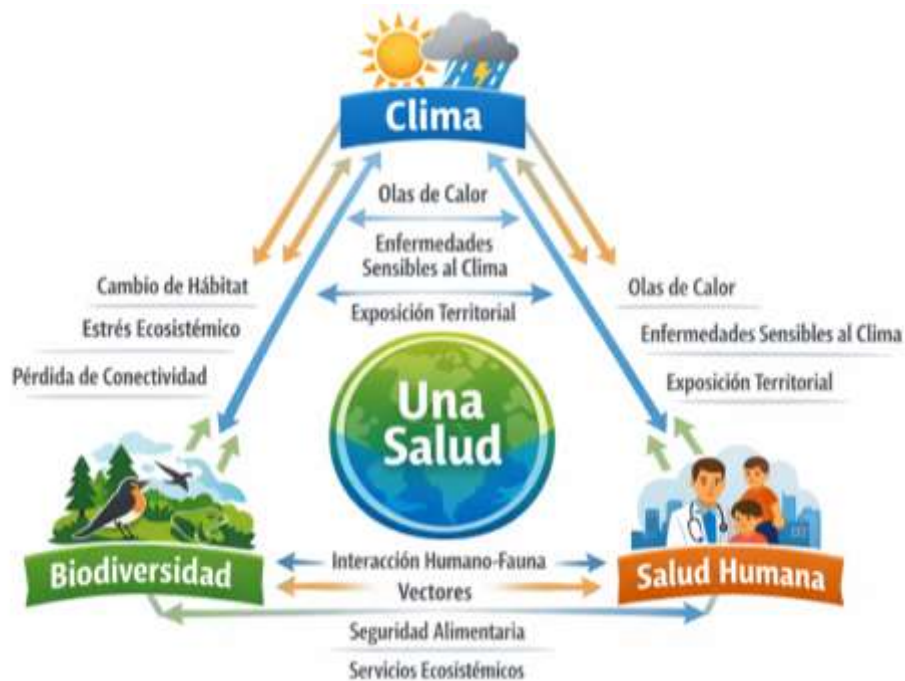 Clima
Olas de Calor
Enfermedades
Sensibles al Clima
Exposición Territorial
Cambio de Hábitat
Estrés Ecosistémico
Pérdida de Conectividad
Olas de Calor
Enfermedades Sensibles al Clima
Exposición Territorial
Una
Salud
Biodiversidad
Salud Humana
Interacción Humano-Fauna
Vectores
Seguridad Alimentaria
Servicios Ecosistémicos